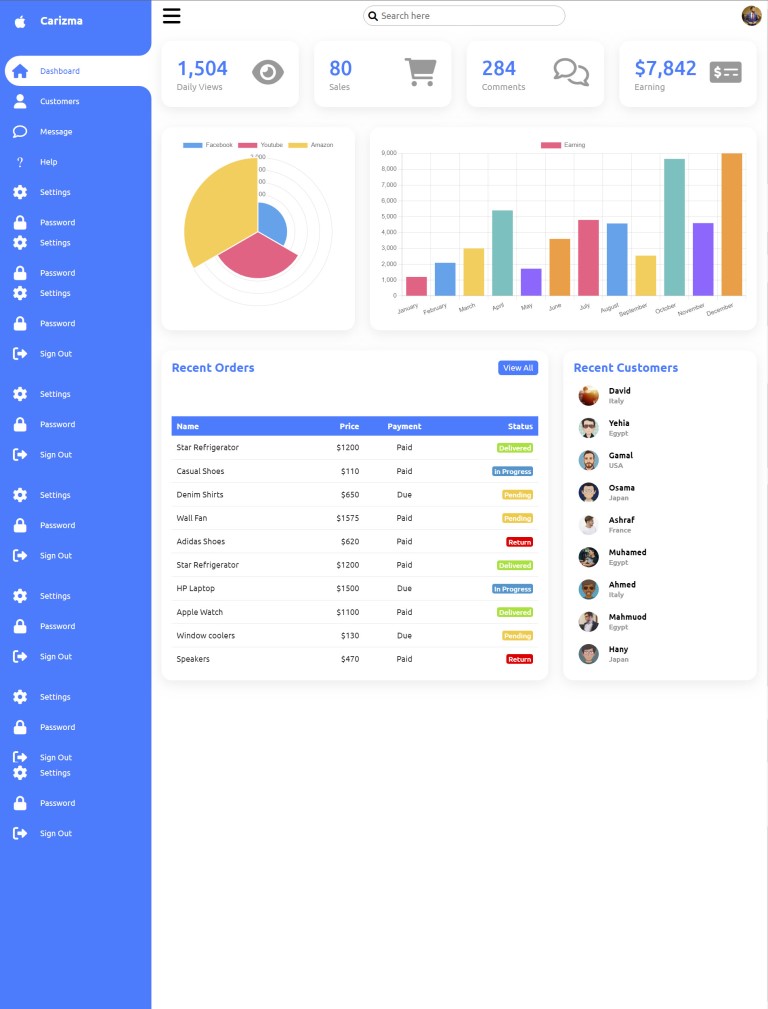 Carizma
Dashboard
Customers
Message
Help
Settings
Password
Settings
Password
Settings
Password
Sign Out
Settings
Password
Sign Out
Settings
Password
Sign Out
Settings
Password
Sign Out
Settings
Password
Sign Out
Settings
Password
Sign Out
Search here
1,504
Daily Views
80
Sales
284
Comments
$7,842
Earning
Facebook Youtube Amazon
Earning
9,000
8,000
7,000
6,000
5,000
4,000
3,000
2,000
1,000
0
January February March April May June July August September October November December
Recent Orders
View All
Name Price Payment Status
Star Refrigerator $1200 Paid Delivered
Casual Shoes $110 Paid In Progress
Denim Shirts $650 Due Pending
Wall Fan $1575 Paid Pending
Adidas Shoes $620 Paid Return
Star Refrigerator $1200 Paid Delivered
HP Laptop $1500 Due In Progress
Apple Watch $1100 Paid Delivered
Window coolers $130 Due Pending
Speakers $470 Paid Return
Recent Customers
David
Italy
Yehia
Egypt
Gamal
USA
Osama
Japan
Ashraf
France
Muhamed
Egypt
Ahmed
Italy
Mahmuod
Egypt
Hany
Japan